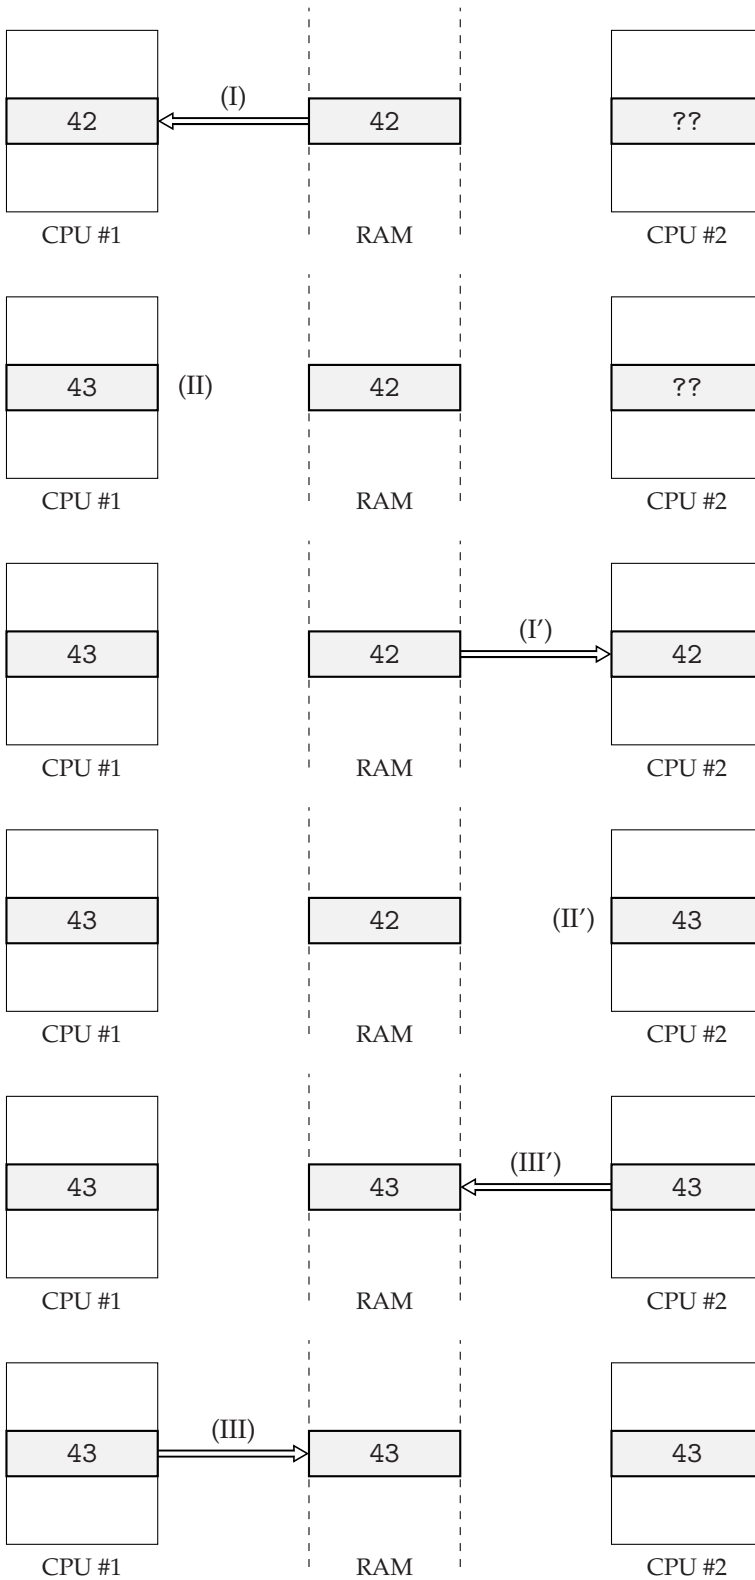 (I)
42 42 ??
CPU #1 RAM CPU #2
43 (II) 42 ??
CPU #1 RAM CPU #2
(I')
43 42 42
CPU #1 RAM CPU #2
43 42 (II') 43
CPU #1 RAM CPU #2
(III')
43 43 43
CPU #1 RAM CPU #2
(III)
43 43 43
CPU #1 RAM CPU #2